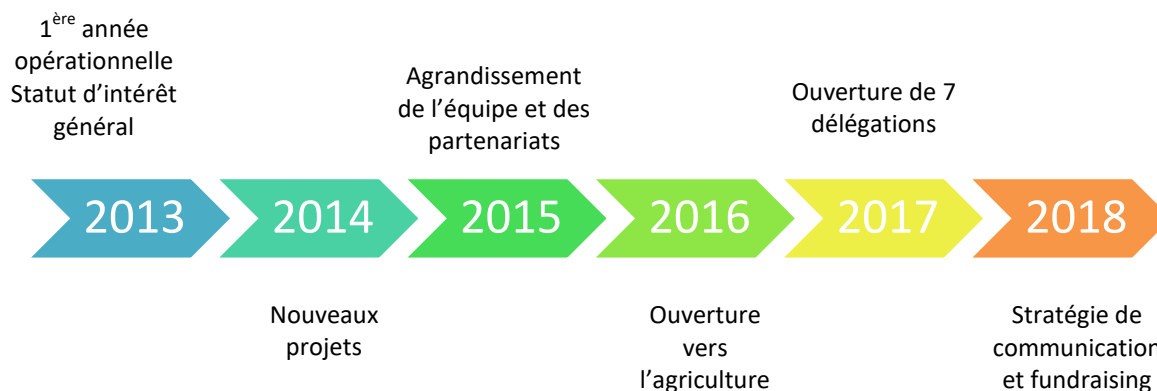 1ère année
opérationnelle
Statut d'intérêt
général
Agrandissement
de l'équipe et des
partenariats
Ouverture de 7
délégations
2013
2014
2015
2016
2017
2018
Nouveaux
projets
Ouverture
vers
l'agriculture
Stratégie de
communication
et fundraising